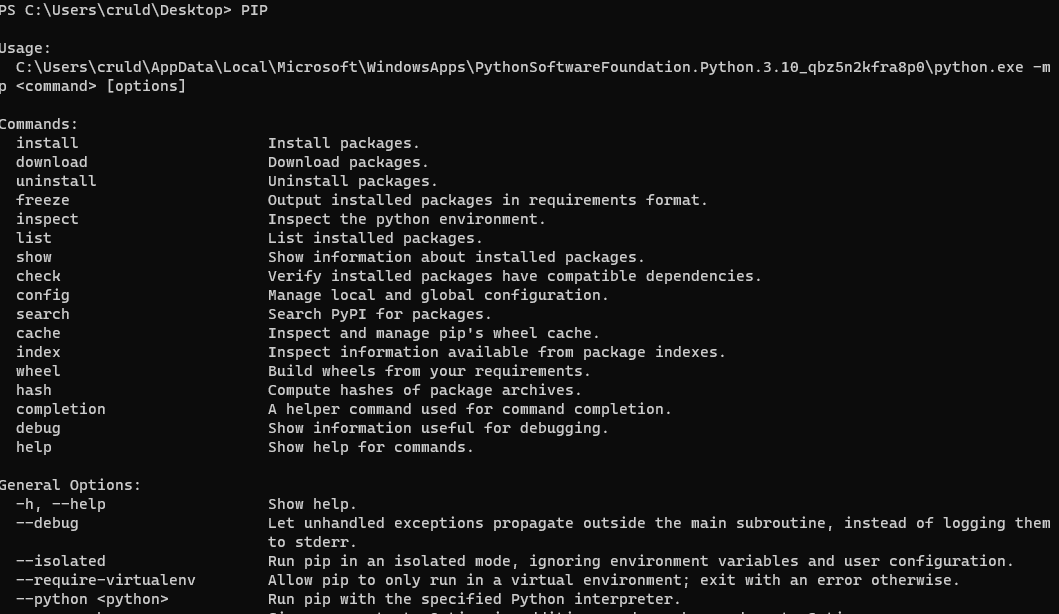 PS C:\Users\cruld\Desktop> PIP
Usage:
C:\Users\cruld\AppData\Local\Microsoft\WindowsApps\PythonSoftwareFoundation.Python.3.10_qbz5n2kfra8p0\python.exe -m
p <command> [options]
Commands:
install Install packages.
download Download packages.
uninstall Uninstall packages.
freeze Output installed packages in requirements format.
inspect Inspect the python environment.
list List installed packages.
show Show information about installed packages.
check Verify installed packages have compatible dependencies.
config Manage local and global configuration.
search Search PyPI for packages.
cache Inspect and manage pip's wheel cache.
index Inspect information available from package indexes.
wheel Build wheels from your requirements.
hash Compute hashes of package archives.
completion A helper command used for command completion.
debug Show information useful for debugging.
help Show help for commands.
General Options:
-h, --help Show help.
--debug Let unhandled exceptions propagate outside the main subroutine, instead of logging them
to stderr.
--isolated Run pip in an isolated mode, ignoring environment variables and user configuration.
--require-virtualenv Allow pip to only run in a virtual environment; exit with an error otherwise.
--python <python> Run pip with the specified Python interpreter.